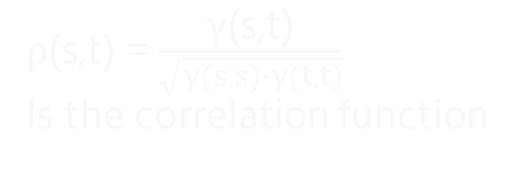 ρ(s,t) = γ(s,t) / √γ(s,s)·γ(t,t)
Is the correlation function